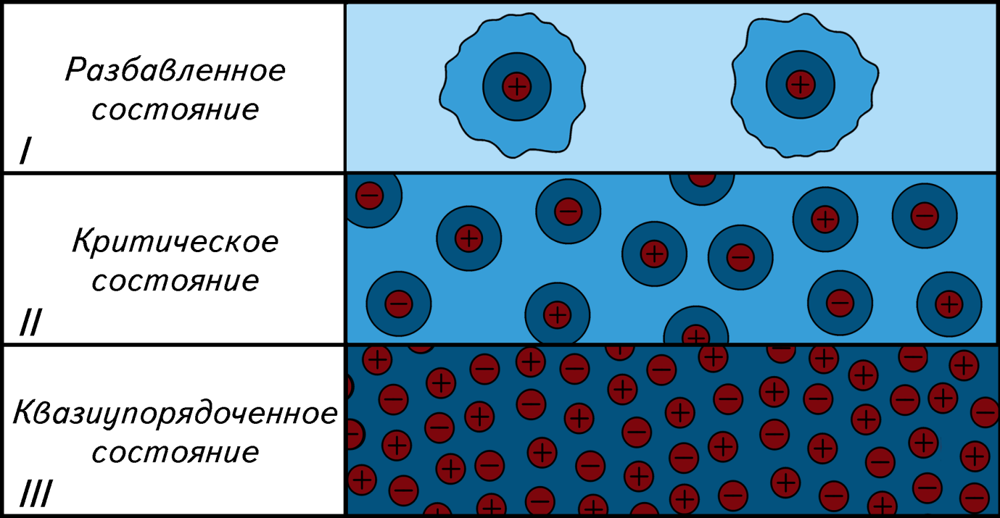 Разбавленное
состояние
I
Критическое
состояние
II
Квазиупорядоченное
состояние
III